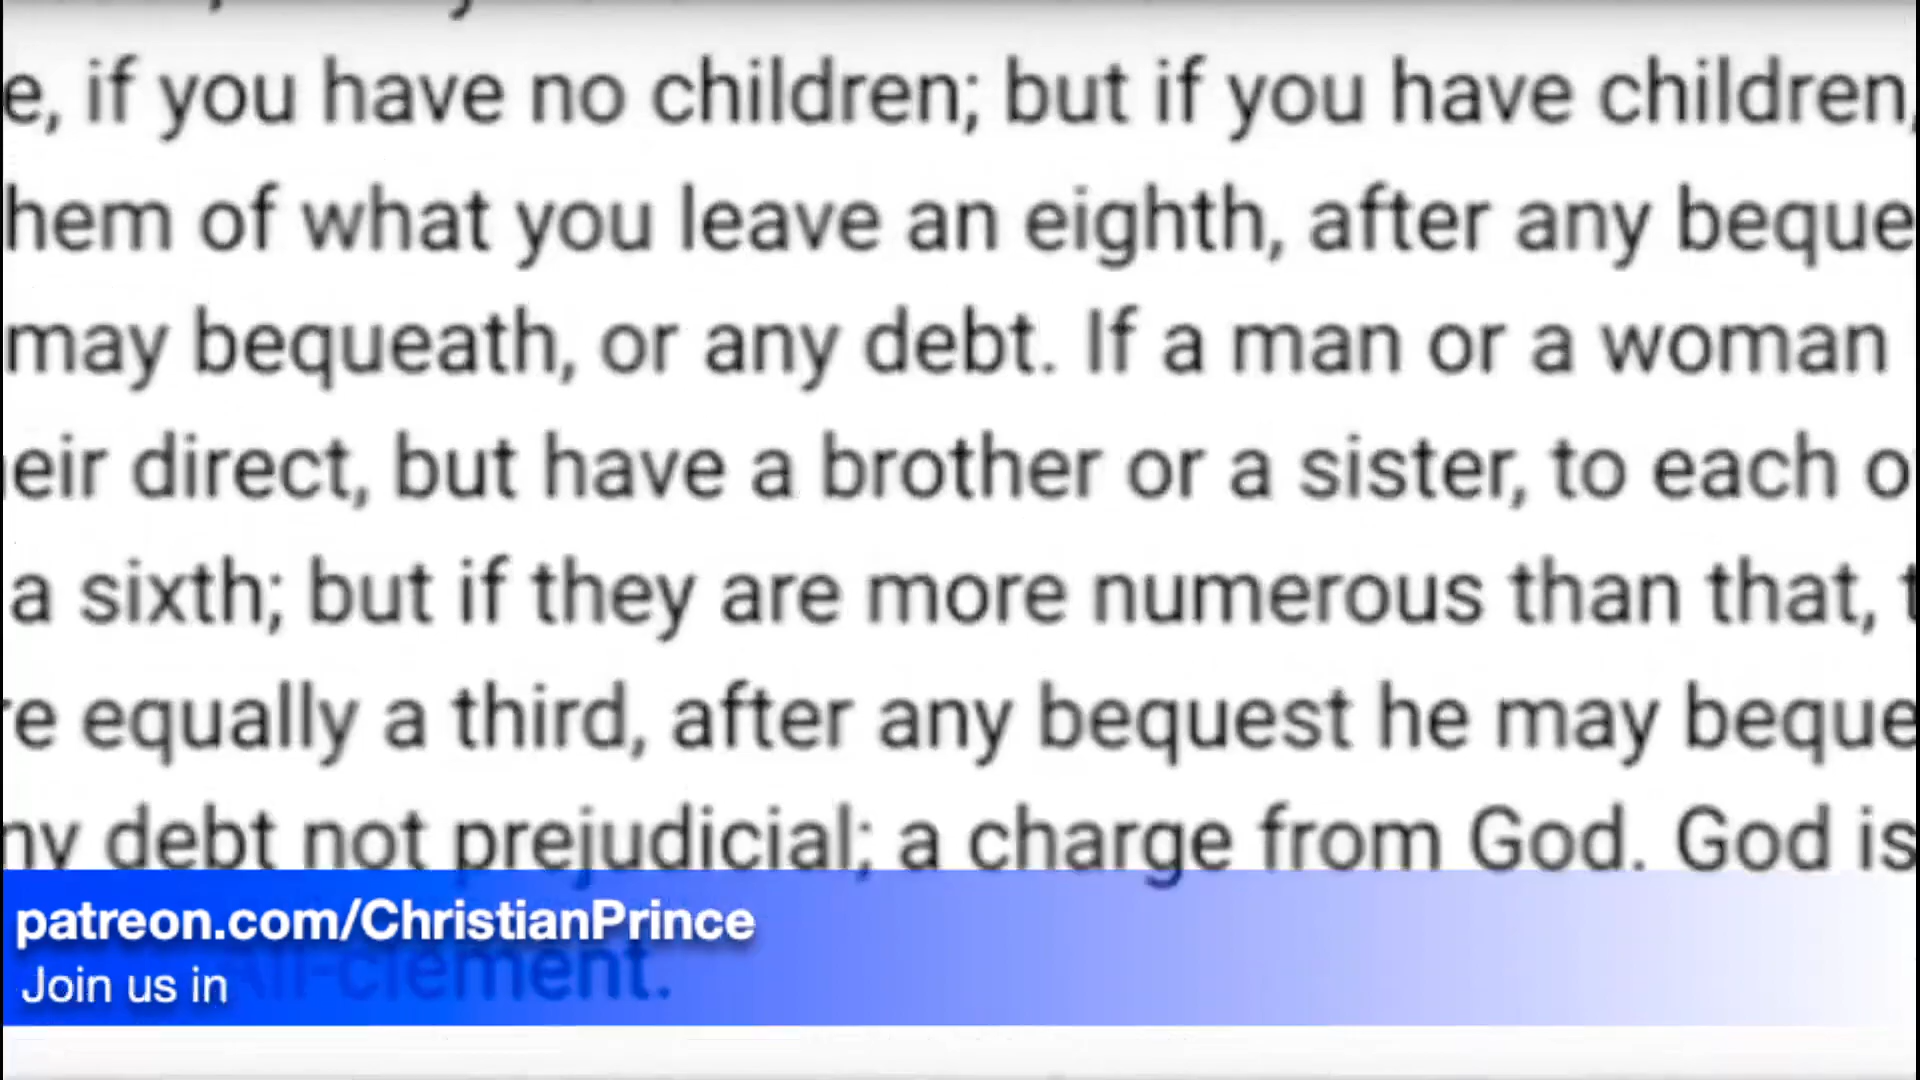 e, if you have no children; but if you have children,
hem of what you leave an eighth, after any beque
may bequeath, or any debt. If a man or a woman
eir direct, but have a brother or a sister, to each o
a sixth; but if they are more numerous than that, t
re equally a third, after any bequest he may beque
ny debt not prejudicial; a charge from God. God is
All-clement.
patreon.com/ChristianPrince
Join us in